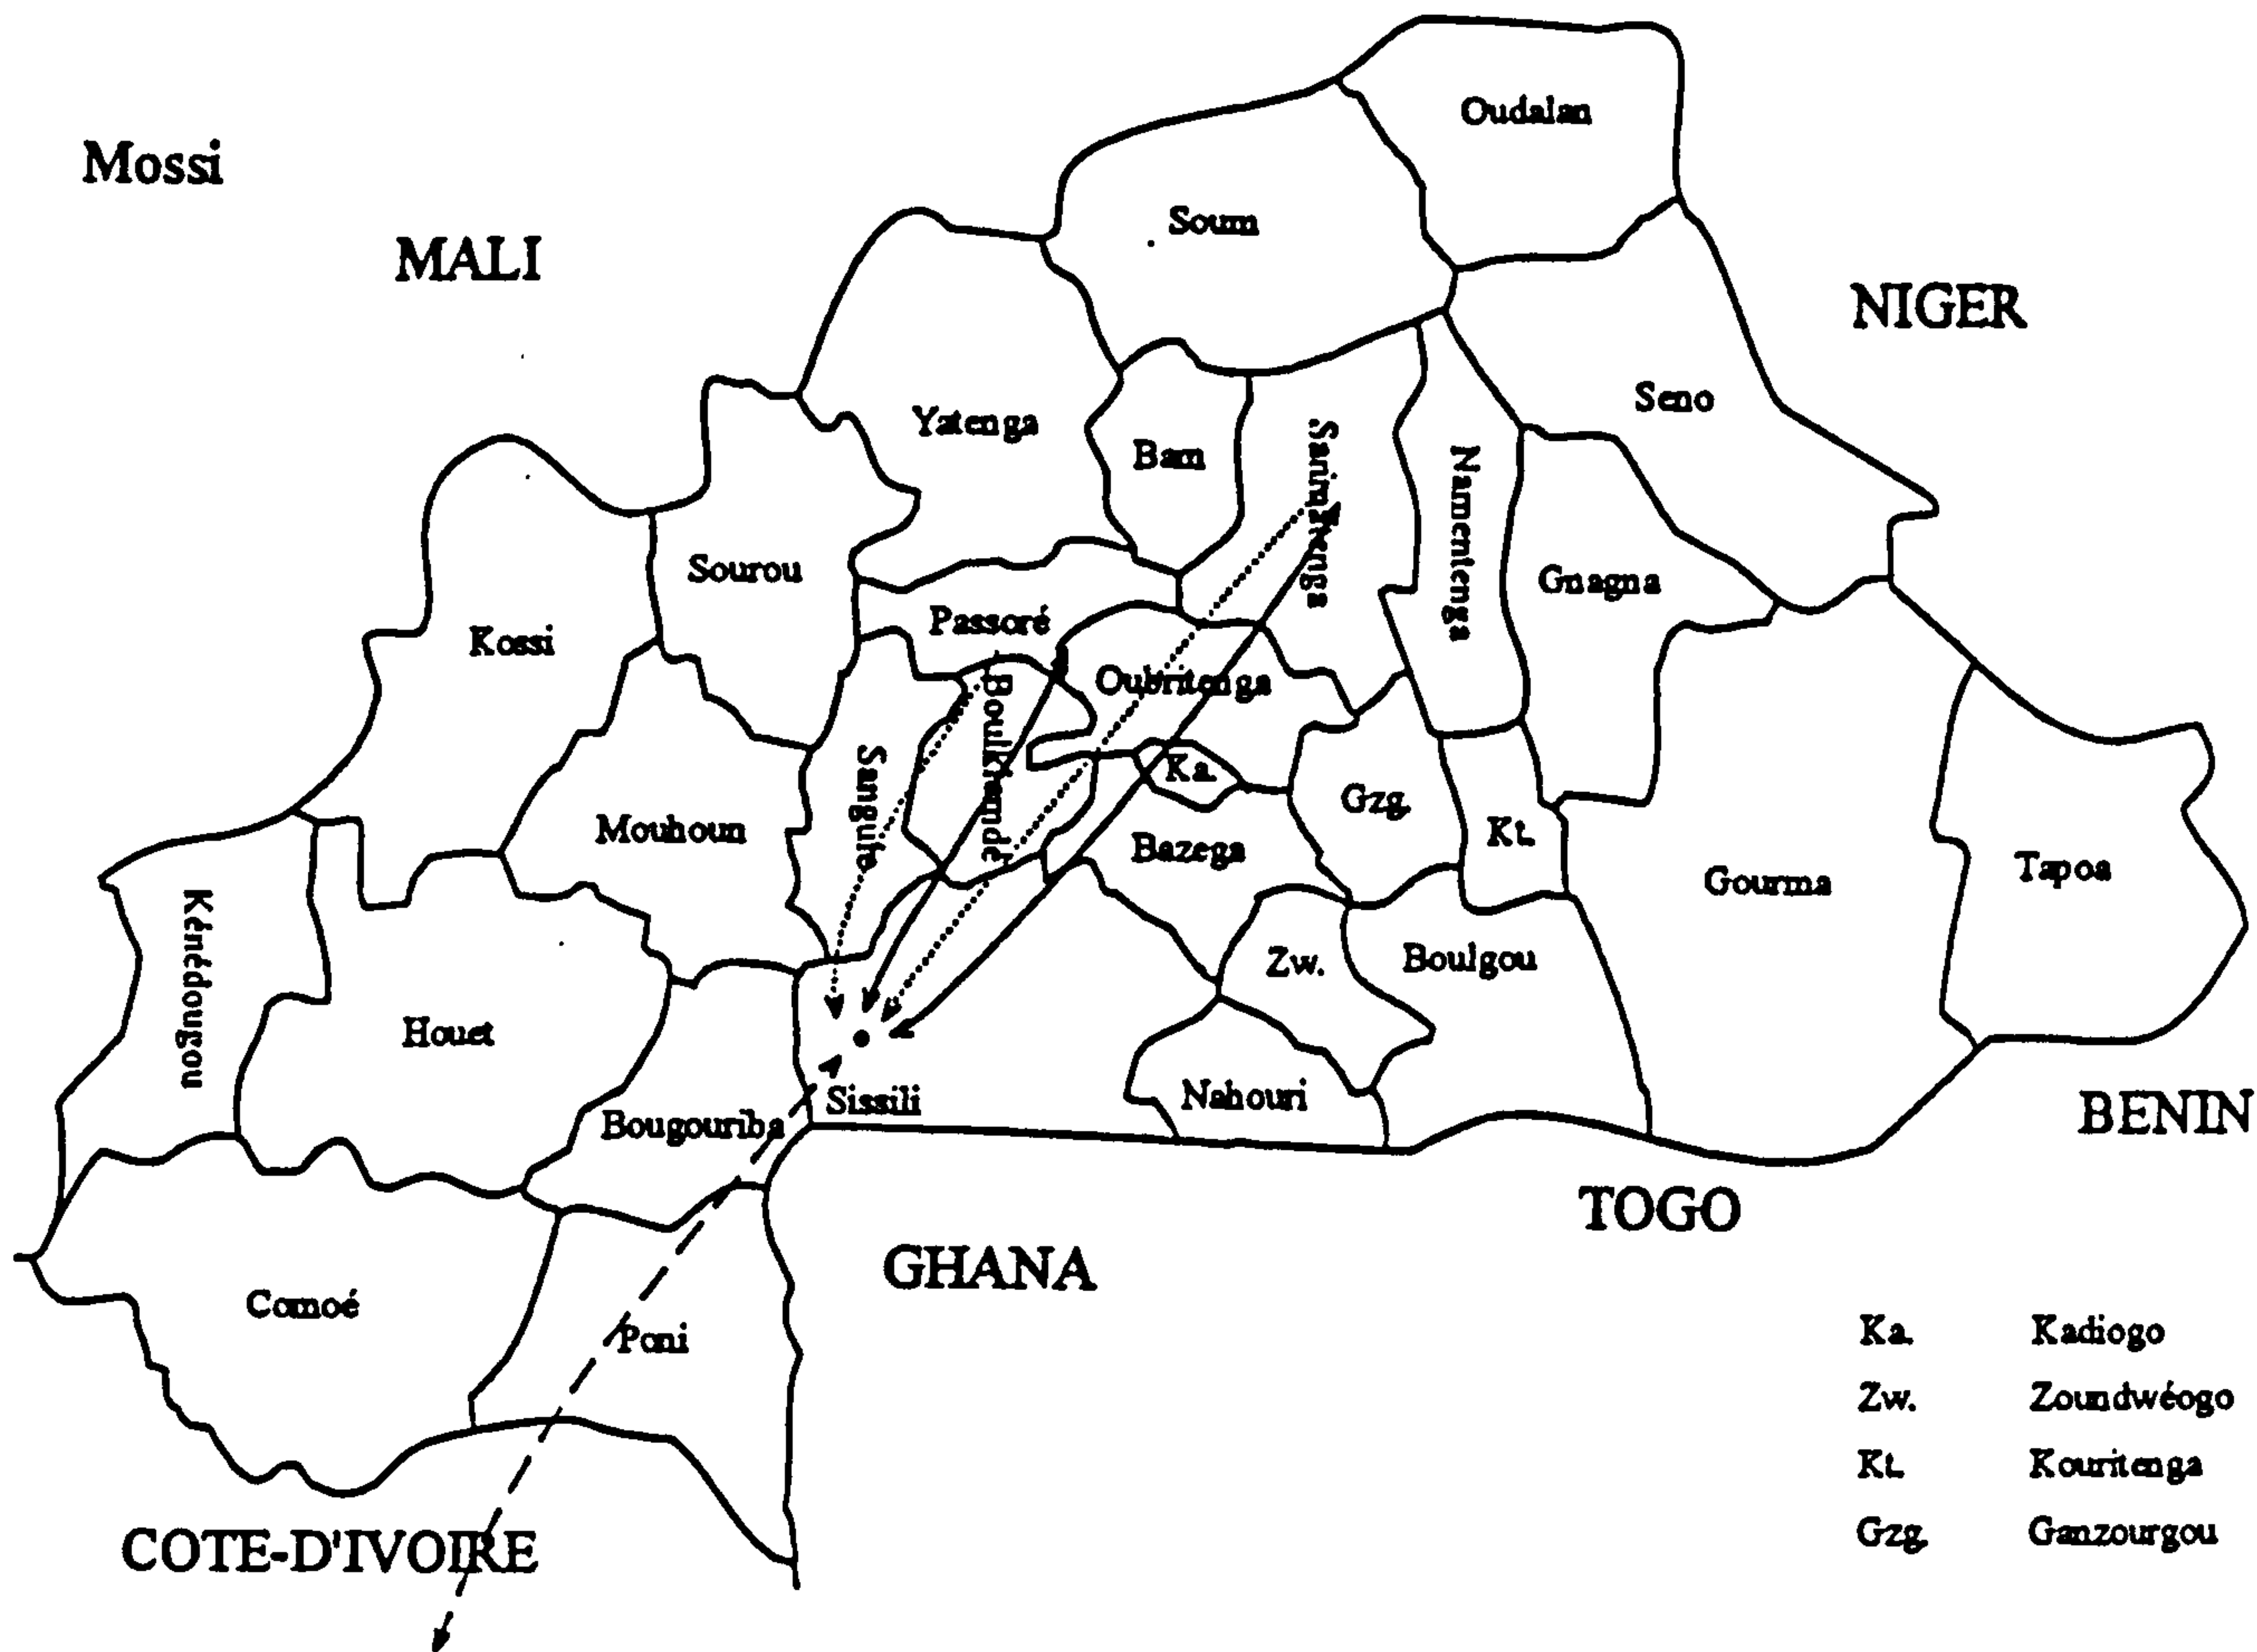 Mossi
MALI
NIGER
Oudalan
Soum
Seno
Yatenga
Bam
Sanmatenga
Namentenga
Gnagna
Sourou
Passoré
Kossi
Oubritenga
Boulkiemdé
Sanguie
Ka.
Gzg.
Kt.
Mouhoun
Bazega
Gourma
Tapoa
Kénédougou
Zw.
Boulgou
Houet
Sissili
Nahouri
Bougouriba
BENIN
TOGO
GHANA
Comoé
Poni
COTE-D'IVOIRE
Ka. Kadiogo
Zw. Zoundwéogo
Kt. Kouritenga
Gzg. Ganzourgou